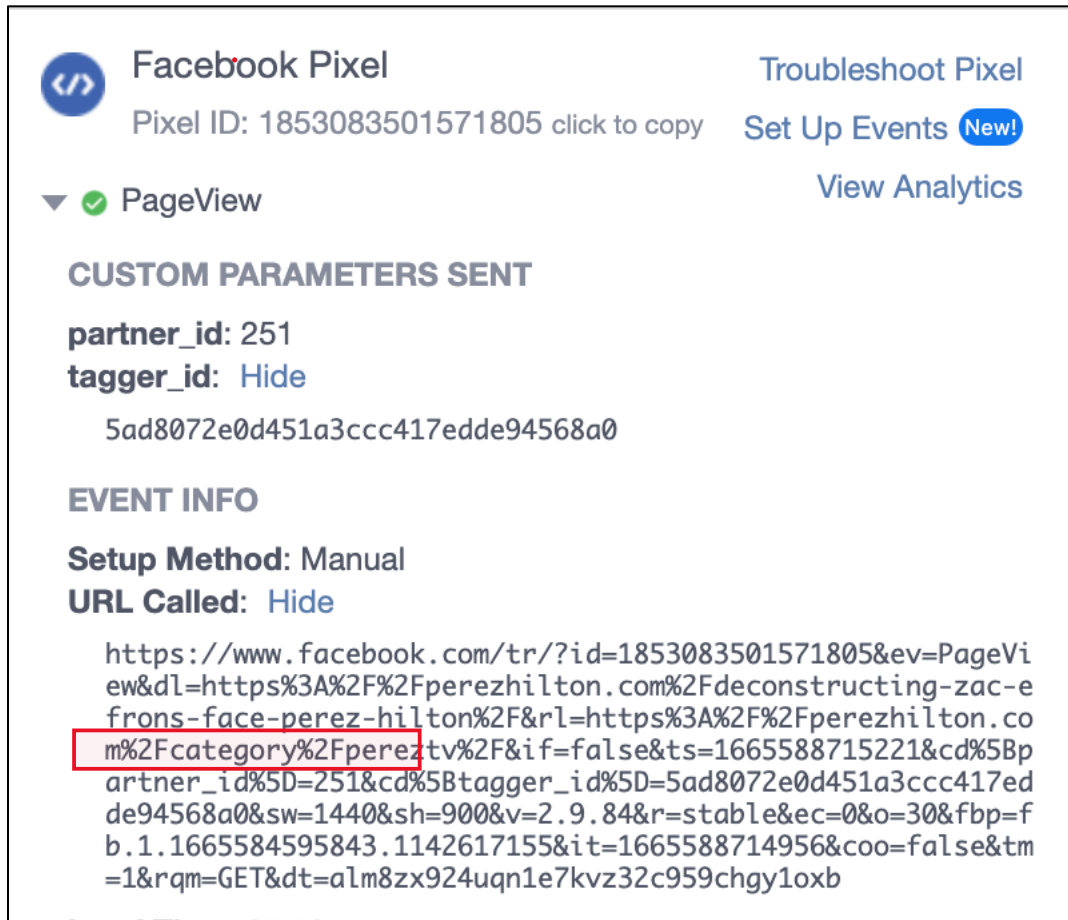 Facebook Pixel
Troubleshoot Pixel
Pixel ID: 1853083501571805 click to copy
Set Up Events New!
View Analytics
PageView
CUSTOM PARAMETERS SENT
partner_id: 251
tagger_id: Hide
5ad8072e0d451a3ccc417edde94568a0
EVENT INFO
Setup Method: Manual
URL Called: Hide
https://www.facebook.com/tr/?id=1853083501571805&ev=PageVi
ew&dl=https%3A%2F%2Fperezhilton.com%2Fdeconstructing-zac-e
frons-face-perez-hilton%2F&rl=https%3A%2F%2Fperezhilton.co
m%2Fcategory%2Fpereztv%2F&if=false&ts=1665588715221&cd%5Bp
artner_id%5D=251&cd%5Btagger_id%5D=5ad8072e0d451a3ccc417ed
de94568a0&sw=1440&sh=900&v=2.9.84&r=stable&ec=0&o=30&fbp=f
b.1.1665584595843.1142617155&it=1665588714956&coo=false&tm
=1&rqm=GET&dt=alm8zx924uqn1e7kvz32c959chgy1oxb